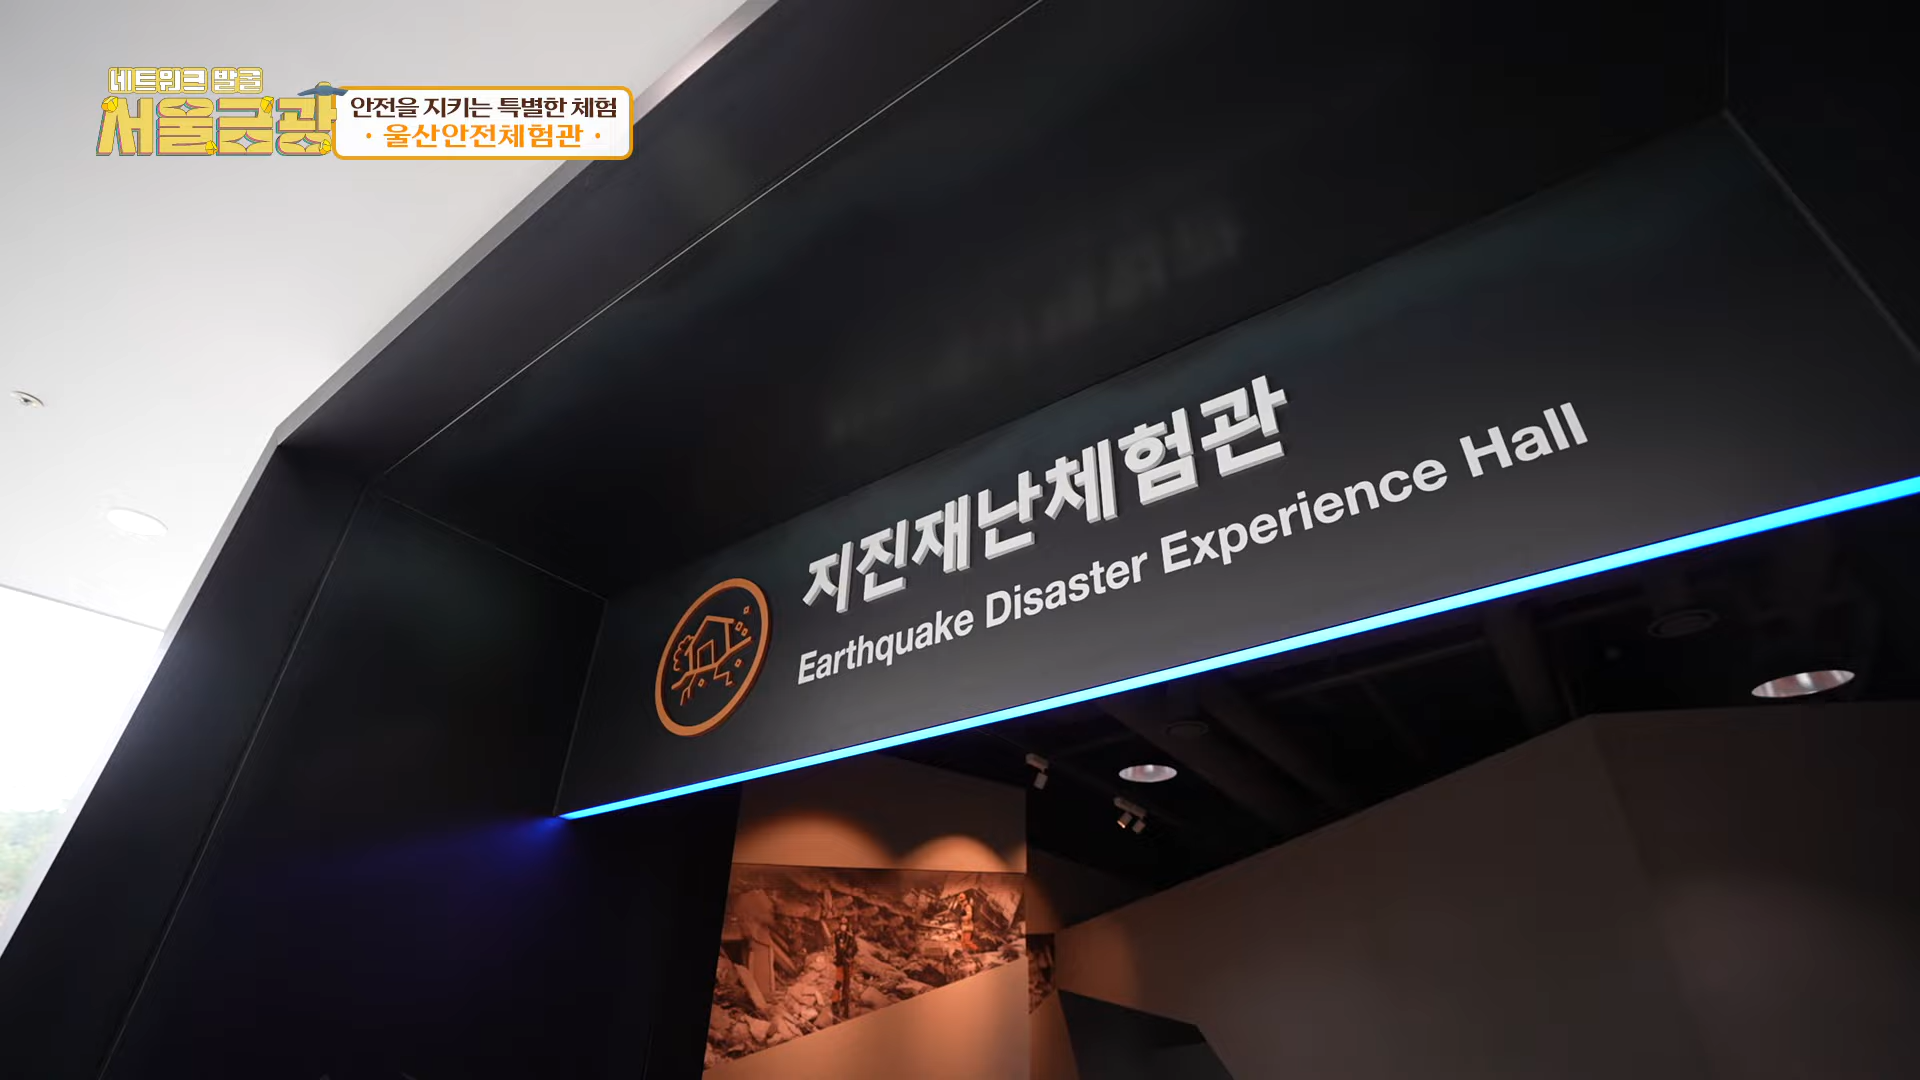 네트워크 발굴
서울금광
안전을 지키는 특별한 체험
· 울산안전체험관 ·
지진재난체험관
Earthquake Disaster Experience Hall